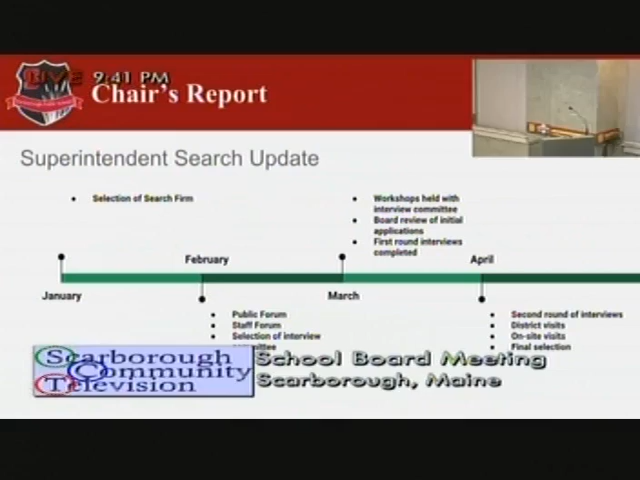 LIVE 9:41 PM
Chair's Report
Superintendent Search Update
• Selection of Search Firm
• Workshops held with
interview committee
• Board review of initial
applications
• First round interviews
completed
February
April
January
March
• Public Forum
• Staff Forum
• Selection of interview
• Second round of interviews
• District visits
• On-site visits
• Final selection
Scarborough
Community
Television
School Board Meeting
Scarborough, Maine